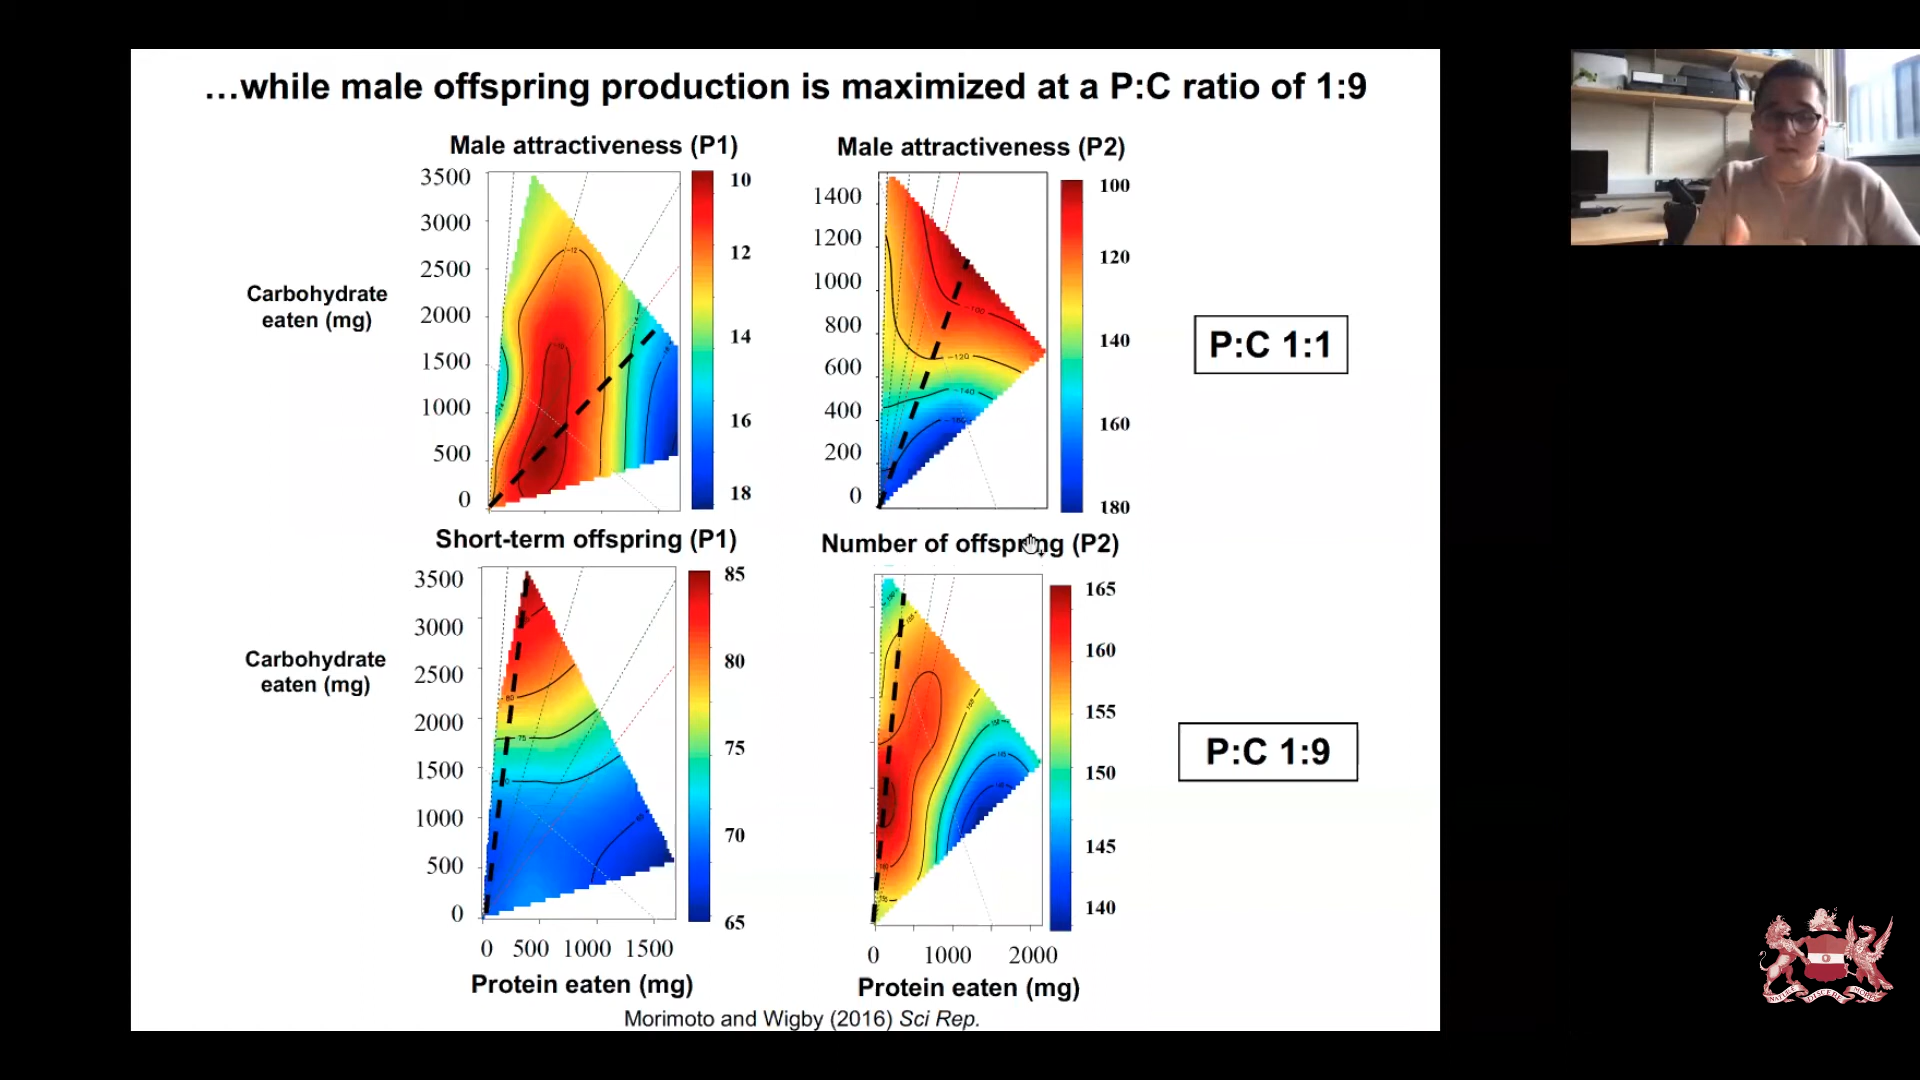 …while male offspring production is maximized at a P:C ratio of 1:9
Male attractiveness (P1)
Male attractiveness (P2)
3500
3000
2500
2000
1500
1000
500
0
Carbohydrate
eaten (mg)
10
12
14
16
18
1400
1200
1000
800
600
400
200
0
100
120
140
160
180
P:C 1:1
Short-term offspring (P1)
Number of offspring (P2)
3500
3000
2500
2000
1500
1000
500
0
Carbohydrate
eaten (mg)
85
80
75
70
65
165
160
155
150
145
140
P:C 1:9
0 500 1000 1500
0 1000 2000
Protein eaten (mg)
Protein eaten (mg)
Morimoto and Wigby (2016) Sci Rep.